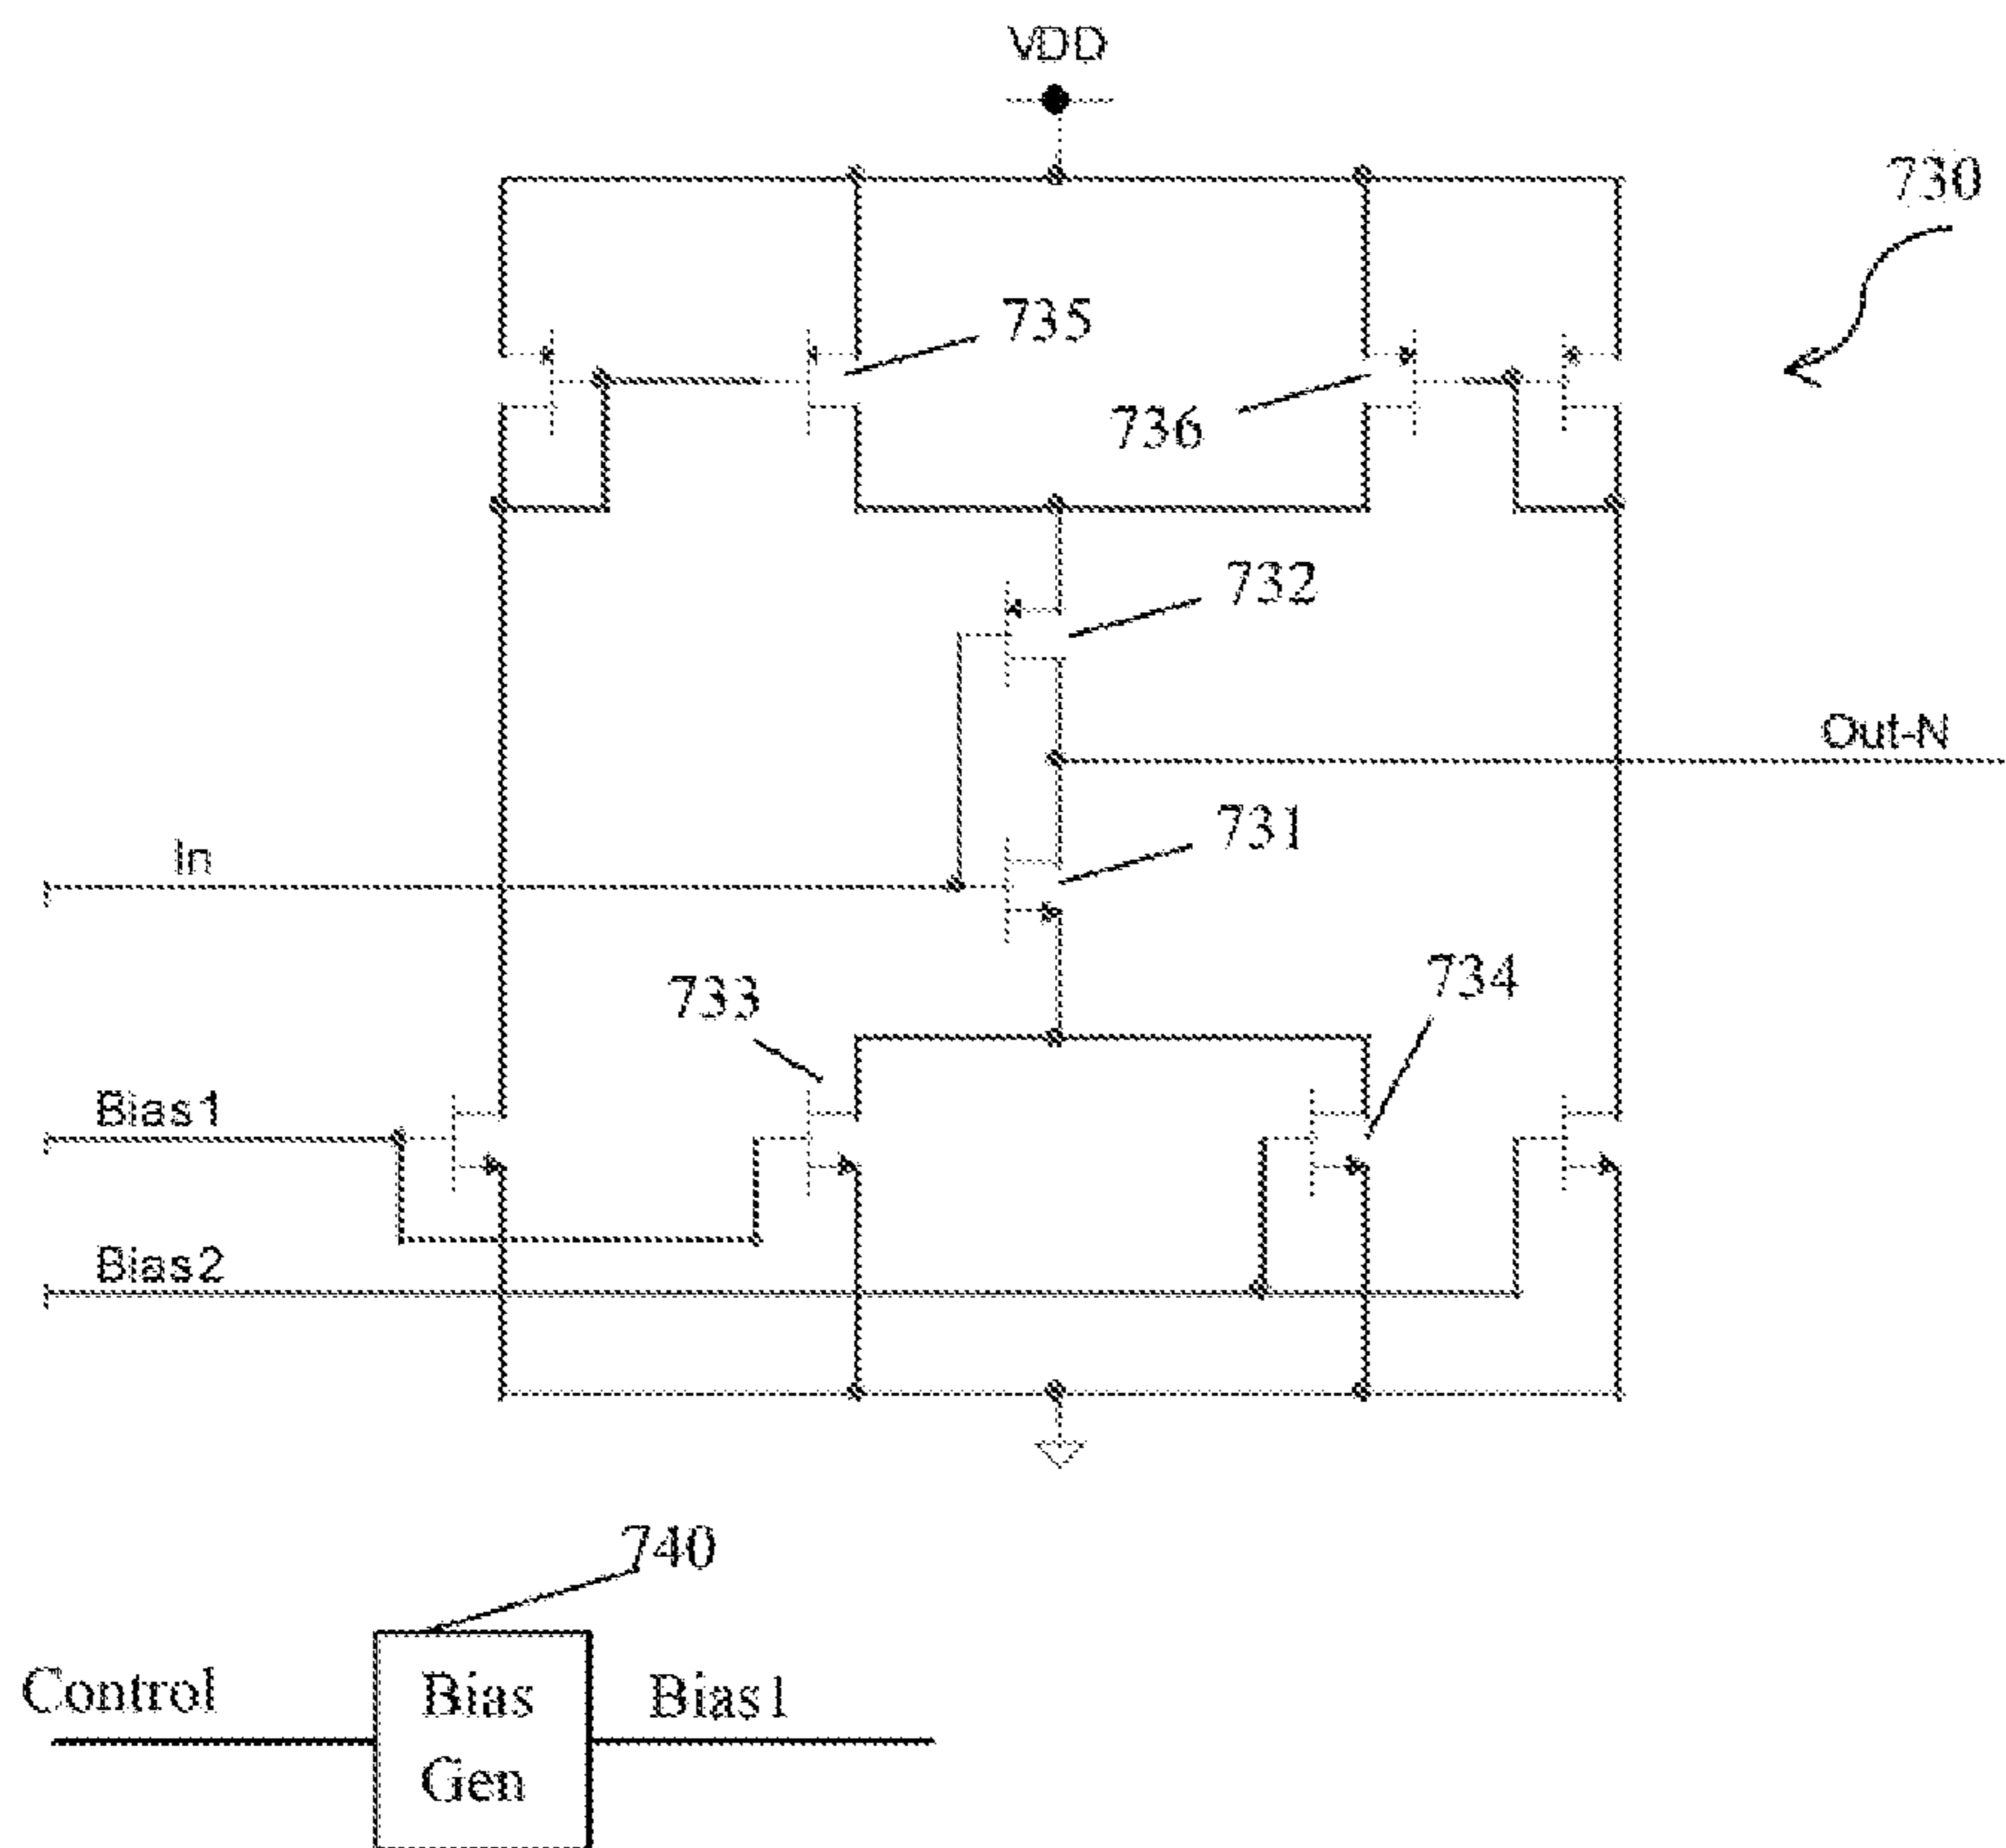 VDD
730
735
736
732
Out-N
731
In
734
733
Bias1
Bias2
740
Control
Bias
Gen
Bias1